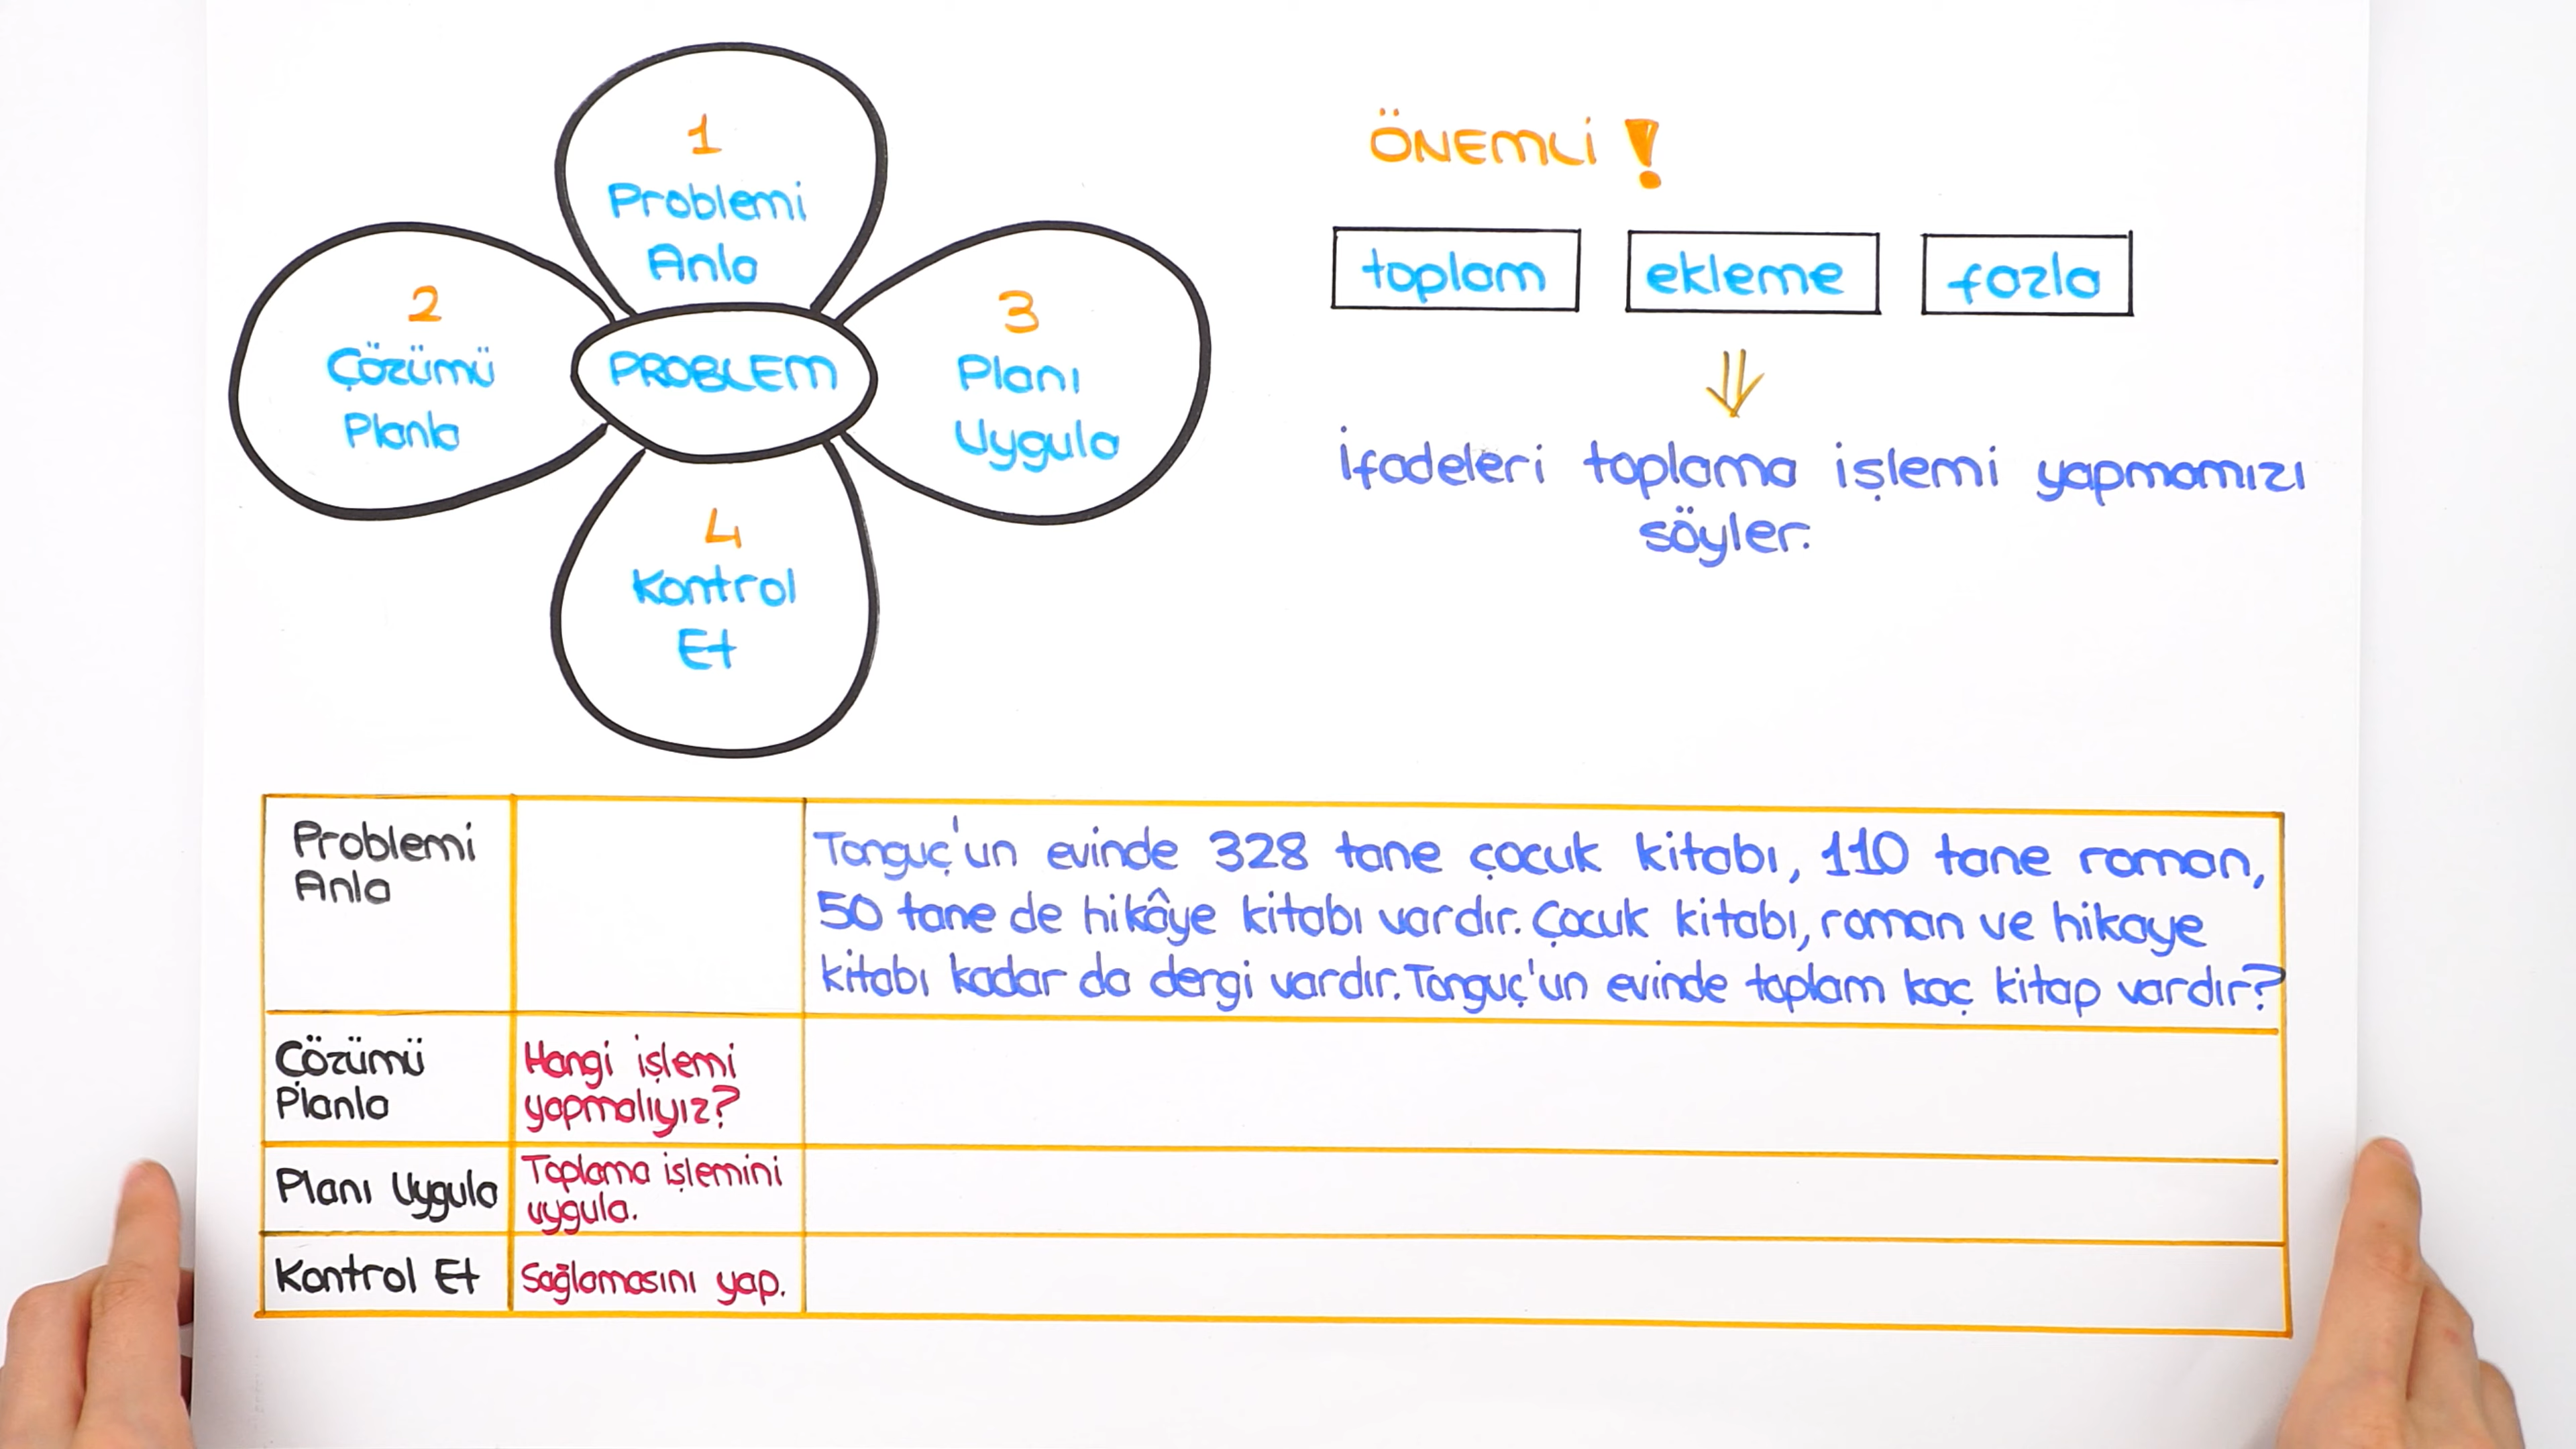 1
Problemi
Anla
2
Çözümü
Planla
PROBLEM
3
Planı
Uygula
4
Kontrol
Et
ÖNEMLİ !
toplam
ekleme
fazla
⇓
İfadeleri toplama işlemi yapmamızı
söyler.
Problemi
Anla
Tonguç'un evinde 328 tane çocuk kitabı, 110 tane roman,
50 tane de hikâye kitabı vardır. Çocuk kitabı, roman ve hikaye
kitabı kadar da dergi vardır. Tonguç'un evinde toplam kaç kitap vardır?
Çözümü
Planla
Hangi işlemi
yapmalıyız?
Planı Uygula
Toplama işlemini
uygula.
Kontrol Et
Sağlamasını yap.